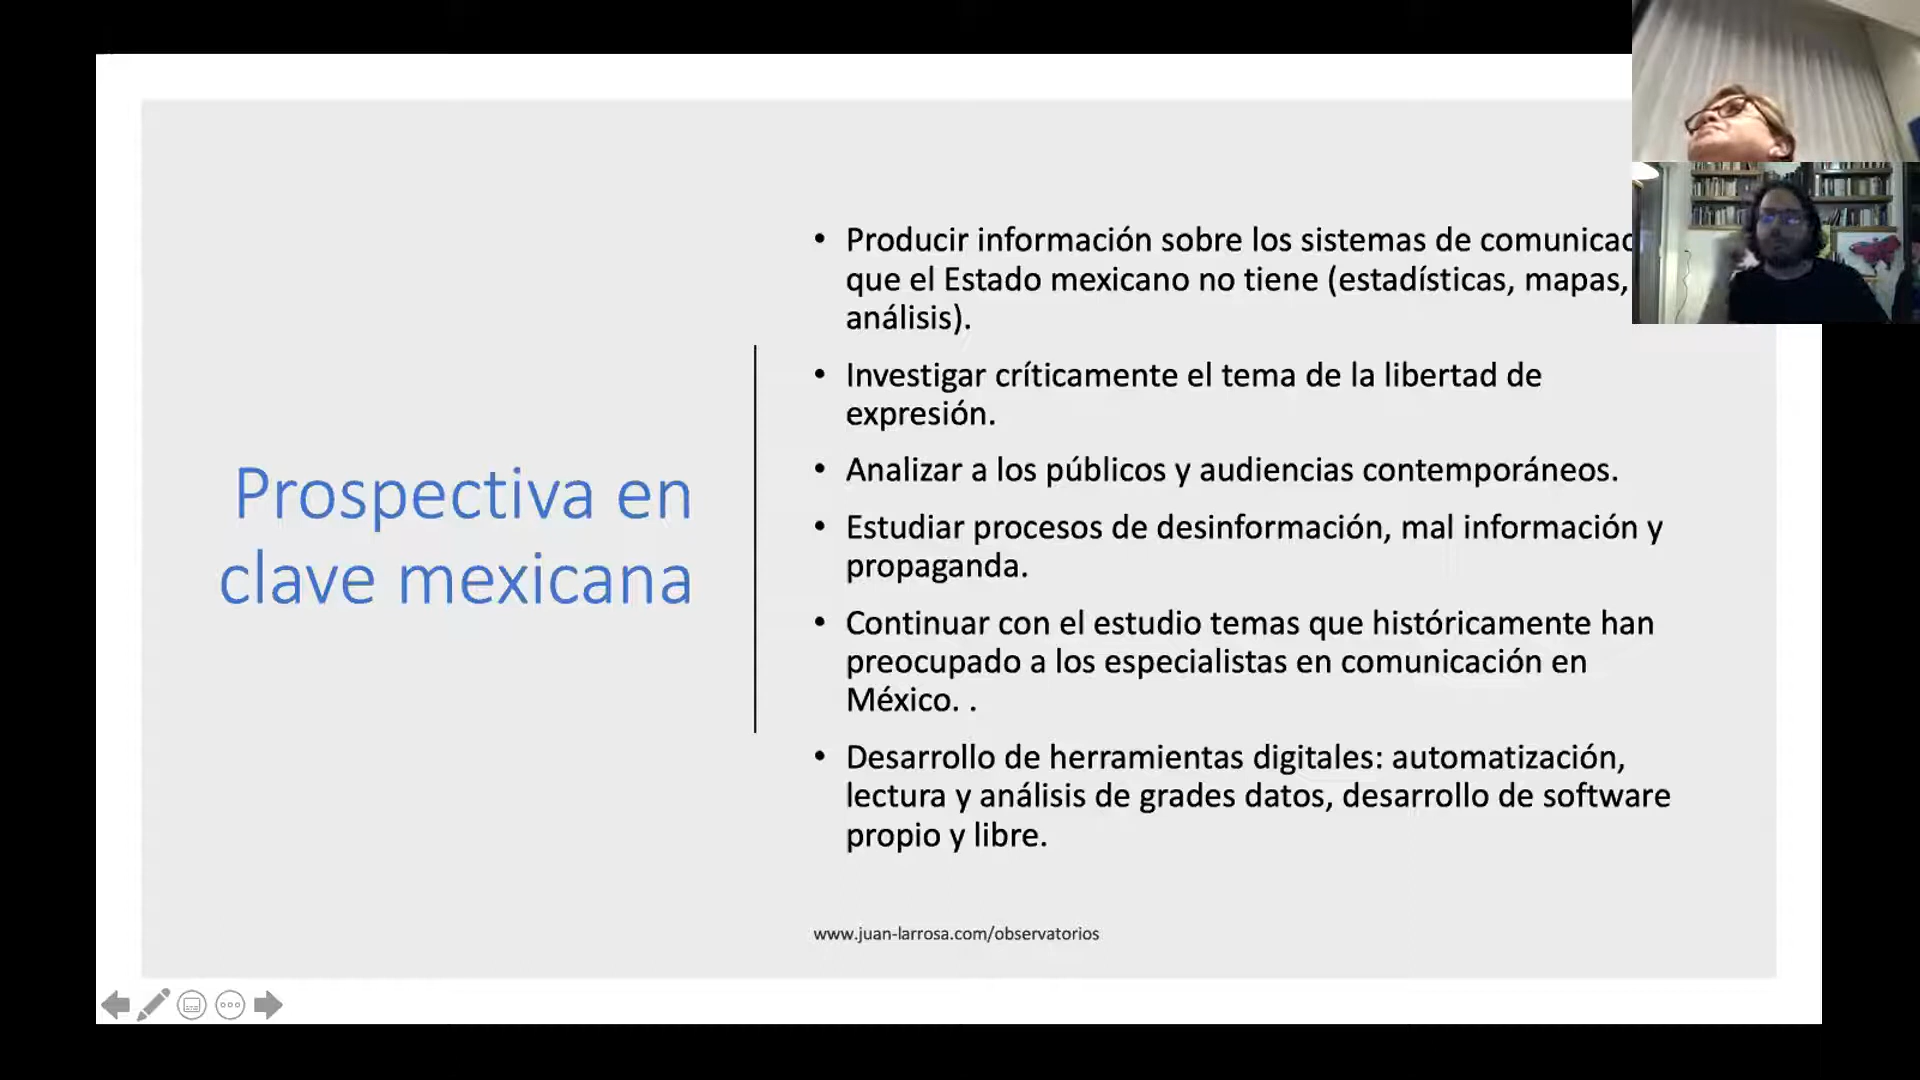 Prospectiva en
clave mexicana
• Producir información sobre los sistemas de
que el Estado mexicano no tiene (estadísticas, mapas,
análisis).
• Investigar críticamente el tema de la libertad de
expresión.
• Analizar a los públicos y audiencias contemporáneos.
• Estudiar procesos de desinformación, mal información y
propaganda.
• Continuar con el estudio temas que históricamente han
preocupado a los especialistas en comunicación en
México. .
• Desarrollo de herramientas digitales: automatización,
lectura y análisis de grades datos, desarrollo de software
propio y libre.
www.juan-larrosa.com/observatorios